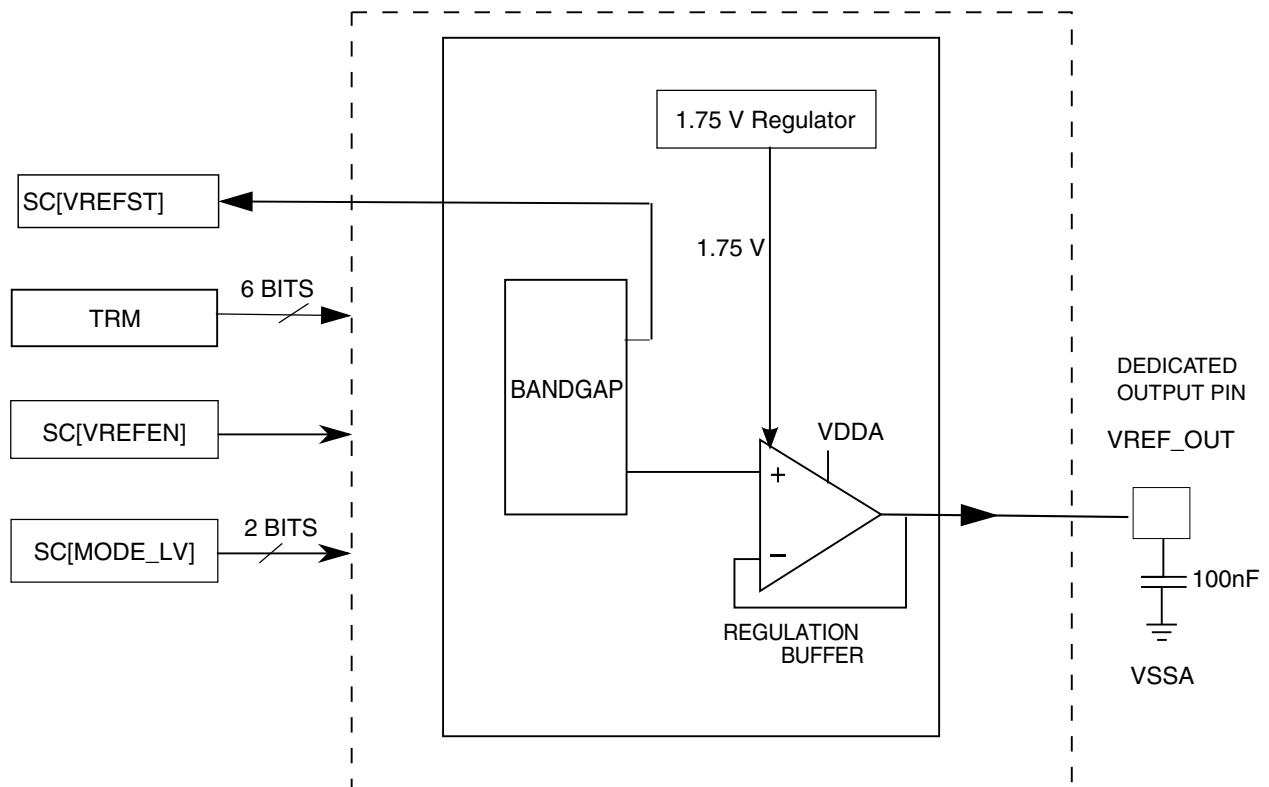 1.75 V Regulator
SC[VREFST]
1.75 V
6 BITS
TRM
BANDGAP
DEDICATED
OUTPUT PIN
SC[VREFEN]
VDDA
VREF_OUT
+
2 BITS
SC[MODE_LV]
−
100nF
REGULATION
BUFFER
VSSA